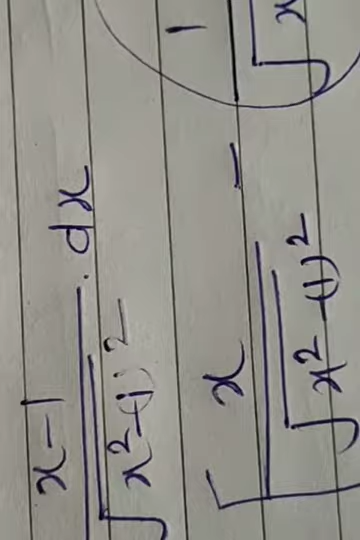 x-1 / √x²-(1)² . dx
[ x / √x²-(1)² - 1 / √x